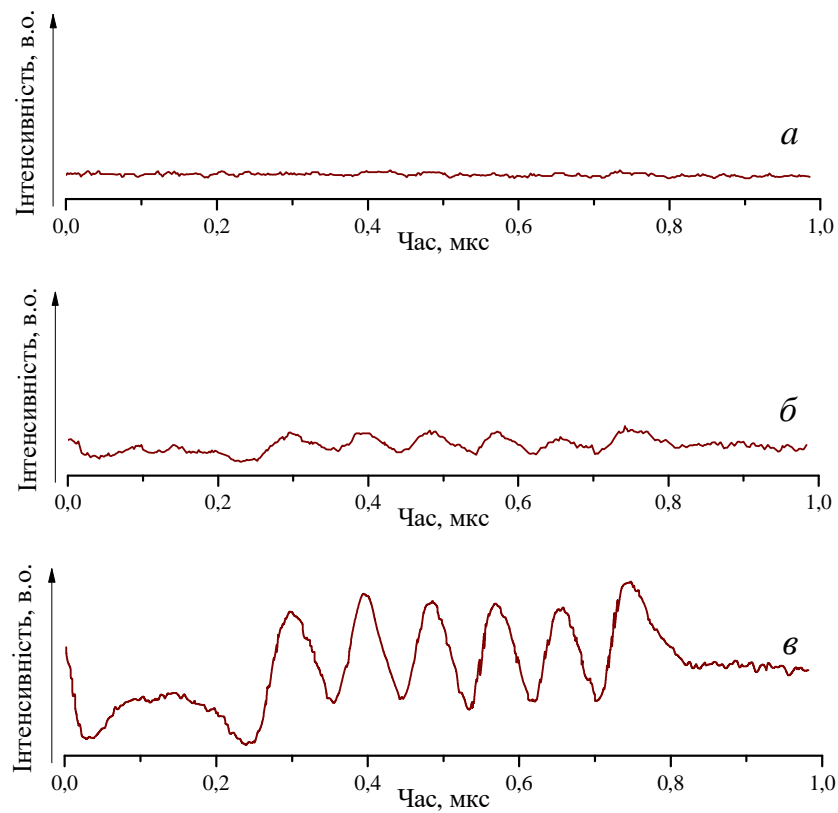 Інтенсивність, в.о.
а
0,0 0,2 0,4 0,6 0,8 1,0
Час, мкс
Інтенсивність, в.о.
б
0,0 0,2 0,4 0,6 0,8 1,0
Час, мкс
Інтенсивність, в.о.
в
0,0 0,2 0,4 0,6 0,8 1,0
Час, мкс